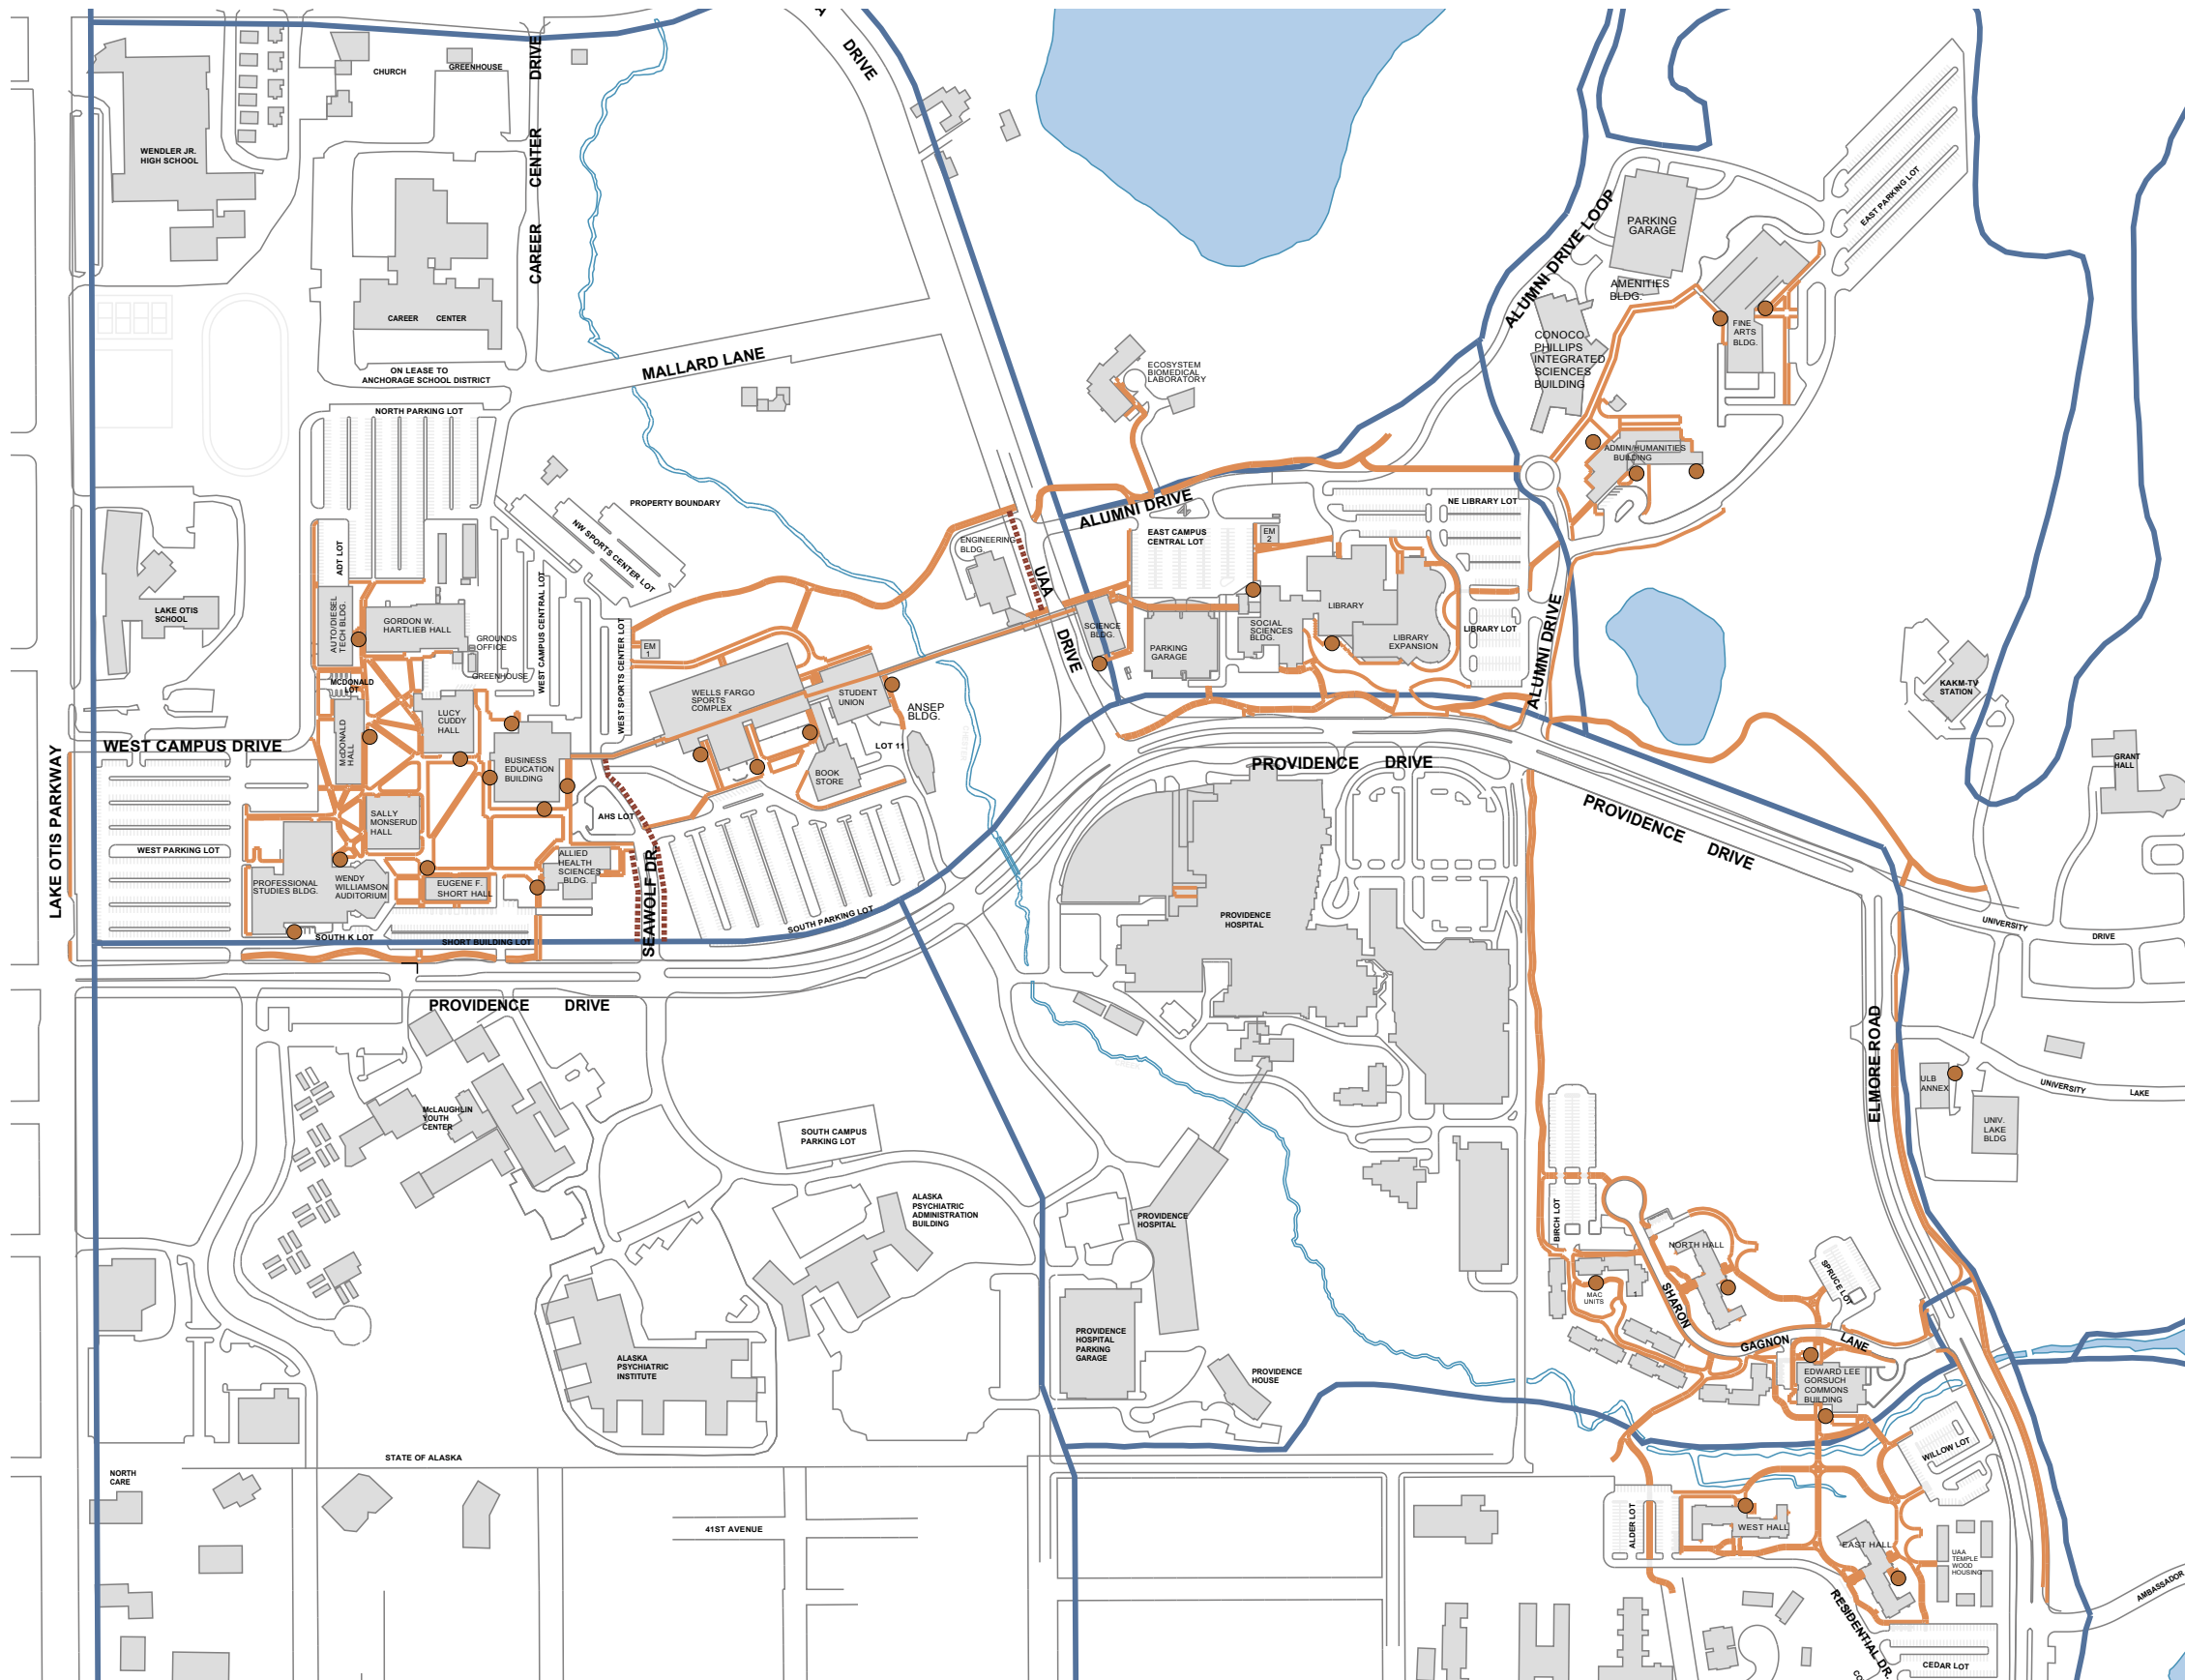 DRIVE
CAREER CENTER DRIVE
CHURCH
GREENHOUSE
WENDLER JR.
HIGH SCHOOL
CAREER CENTER
CAREER CENTER
ON LEASE TO
ANCHORAGE SCHOOL DISTRICT
MALLARD LANE
NORTH PARKING LOT
PROPERTY BOUNDARY
NW SPORTS CENTER LOT
ECOSYSTEM
BIOMEDICAL
LABORATORY
ALUMNI DRIVE LOOP
PARKING
GARAGE
EAST PARKING LOT
AMENITIES
BLDG.
CONOCO
PHILLIPS
INTEGRATED
SCIENCES
BUILDING
FINE
ARTS
BLDG.
ADMIN/HUMANITIES
BUILDING
ALUMNI DRIVE
NE LIBRARY LOT
EAST CAMPUS
CENTRAL LOT
EM
2
ENGINEERING
BLDG.
UAA
DRIVE
SCIENCE
BLDG.
PARKING
GARAGE
SOCIAL
SCIENCES
BLDG.
LIBRARY
LIBRARY
EXPANSION
LIBRARY LOT
ALUMNI DRIVE
LAKE OTIS
SCHOOL
ADT LOT
AUTO/DIESEL
TECH BLDG.
GORDON W.
HARTLIEB HALL
GROUNDS
OFFICE
GREENHOUSE
WEST CAMPUS CENTRAL LOT
WEST SPORTS CENTER LOT
EM
1
MCDONALD
LOT
McDONALD
HALL
LUCY
CUDDY
HALL
WELLS FARGO
SPORTS
COMPLEX
STUDENT
UNION
ANSEP
BLDG.
LOT 11
BOOK
STORE
BUSINESS
EDUCATION
BUILDING
KAKM-TV
STATION
GRANT
HALL
LAKE OTIS PARKWAY
WEST CAMPUS DRIVE
WEST PARKING LOT
SALLY
MONSERUD
HALL
AHS LOT
ALLIED
HEALTH
SCIENCES
BLDG.
PROFESSIONAL
STUDIES BLDG.
WENDY
WILLIAMSON
AUDITORIUM
EUGENE F.
SHORT HALL
SEAWOLF DR.
SOUTH K LOT
SHORT BUILDING LOT
SOUTH PARKING LOT
PROVIDENCE DRIVE
PROVIDENCE DRIVE
PROVIDENCE DRIVE
PROVIDENCE
HOSPITAL
UNIVERSITY
DRIVE
ELMORE ROAD
ULB
ANNEX
UNIV.
LAKE
BLDG
UNIVERSITY
LAKE
McLAUGHLIN
YOUTH
CENTER
SOUTH CAMPUS
PARKING LOT
ALASKA
PSYCHIATRIC
ADMINISTRATION
BUILDING
PROVIDENCE
HOSPITAL
BIRCH LOT
NORTH HALL
SPRUCE LOT
MAC
UNITS
1
SHARON
GAGNON
LANE
ALASKA
PSYCHIATRIC
INSTITUTE
PROVIDENCE
HOSPITAL
PARKING
GARAGE
PROVIDENCE
HOUSE
EDWARD LEE
GORSUCH
COMMONS
BUILDING
WILLOW LOT
STATE OF ALASKA
NORTH
CARE
41ST AVENUE
ALDER LOT
WEST HALL
EAST HALL
UAA
TEMPLE
WOOD
HOUSING
AMBASSADOR
RESIDENTIAL DR.
CEDAR LOT